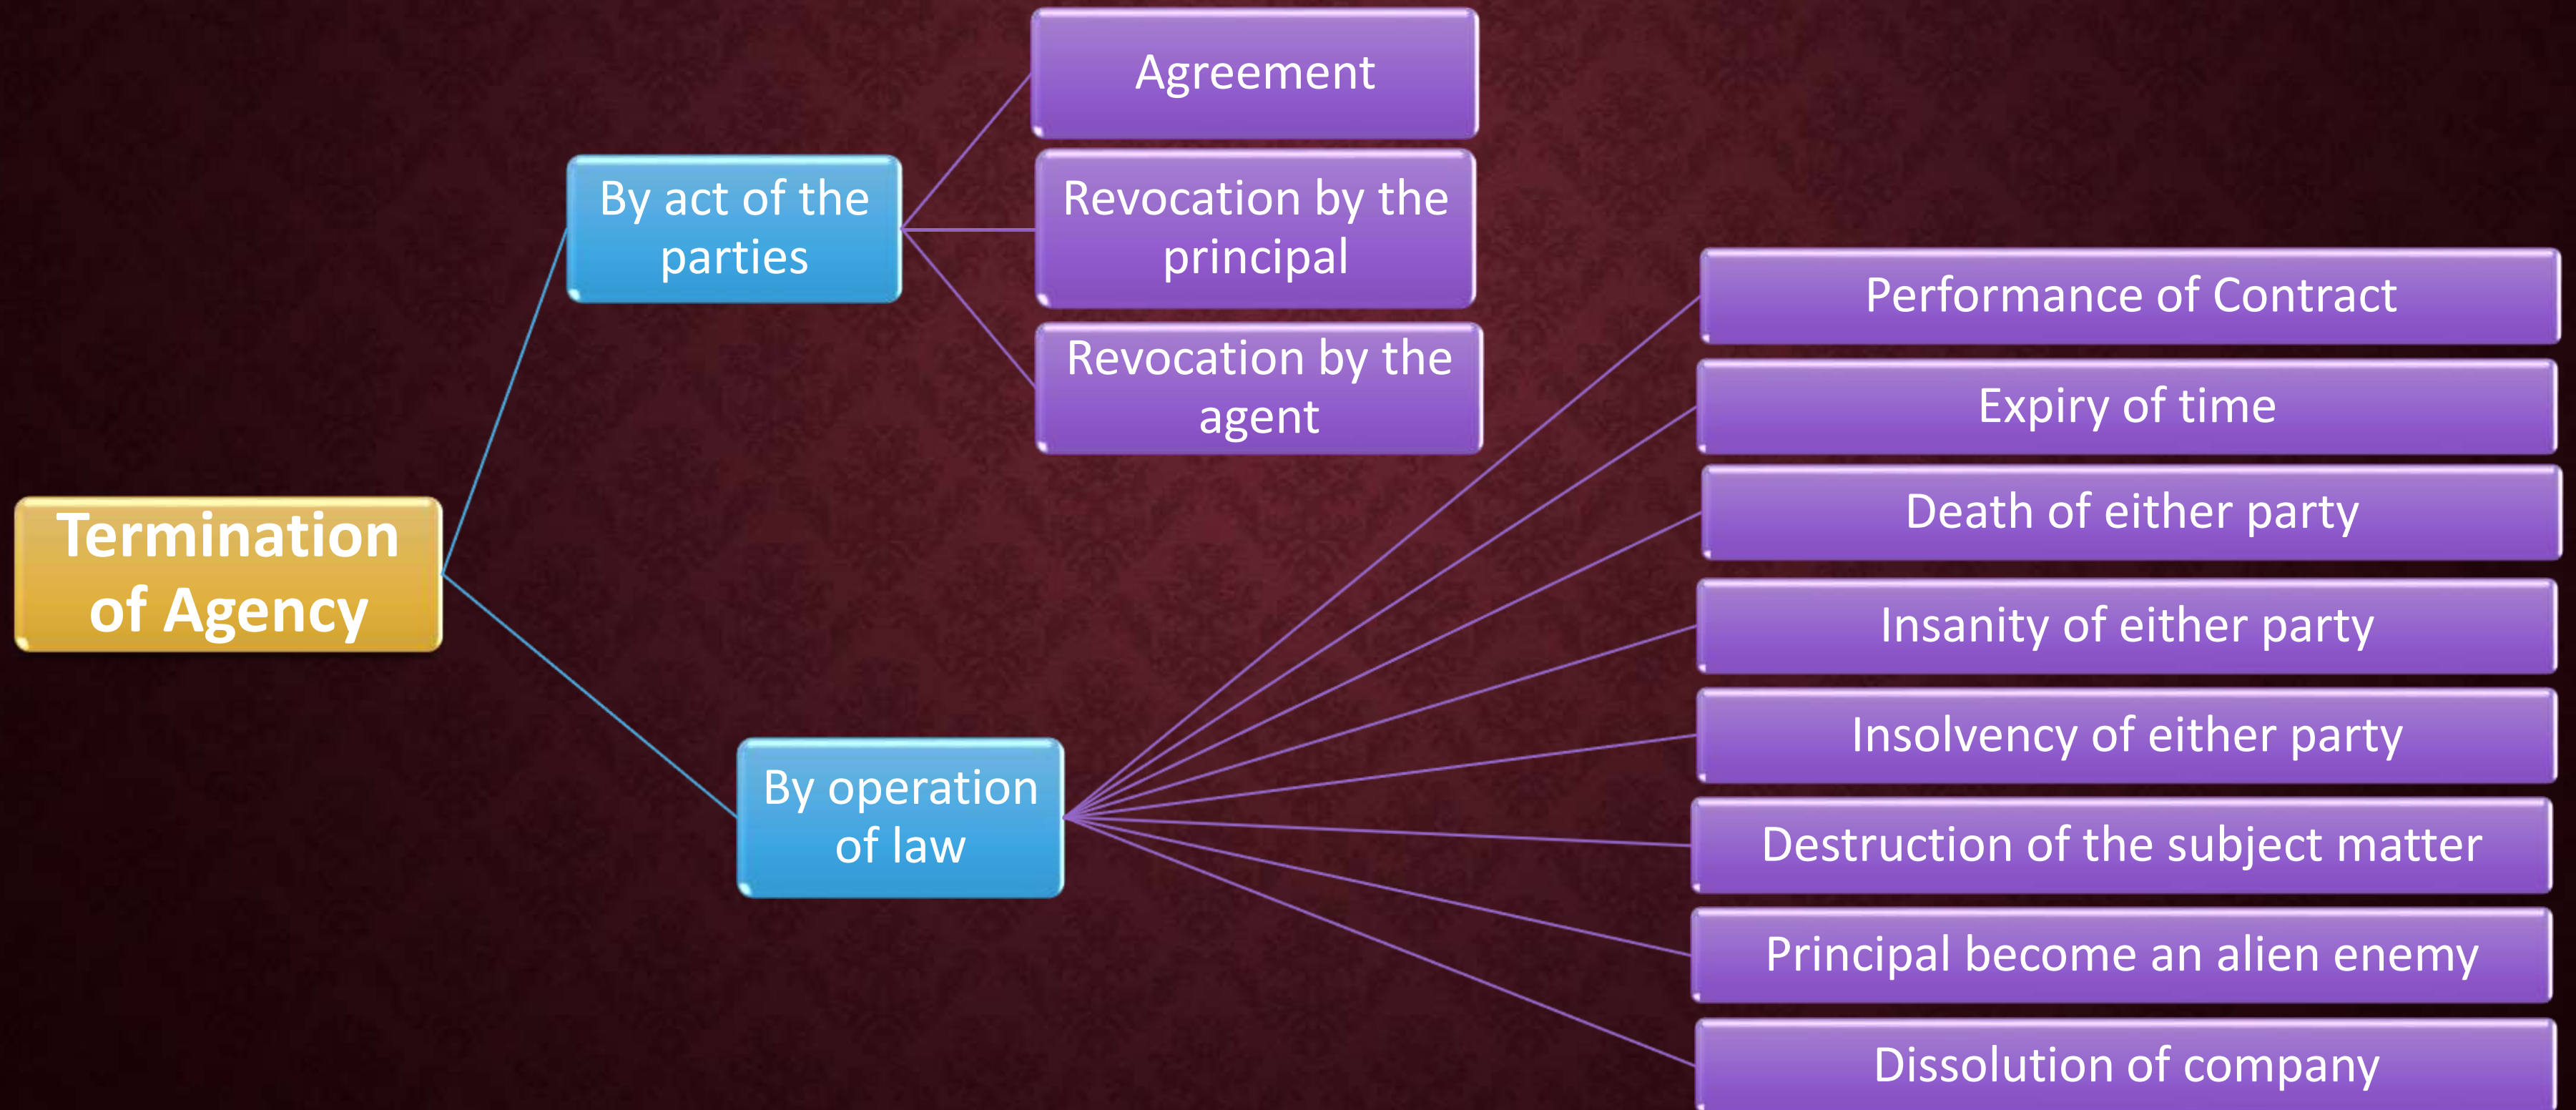 Termination
of Agency
By act of the
parties
Agreement
Revocation by the
principal
Revocation by the
agent
By operation
of law
Performance of Contract
Expiry of time
Death of either party
Insanity of either party
Insolvency of either party
Destruction of the subject matter
Principal become an alien enemy
Dissolution of company